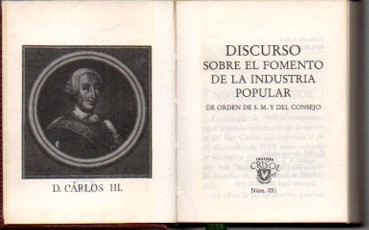 D. CÁRLOS III.
DISCURSO
SOBRE EL FOMENTO
DE LA INDUSTRIA
POPULAR
DE ORDEN DE S. M. Y DEL CONSEJO
CRISOL
Núm. 051